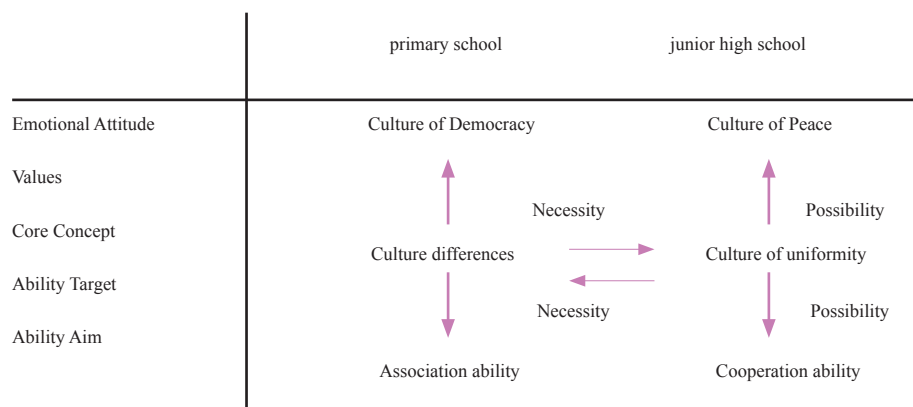 primary school junior high school
Emotional Attitude Culture of Democracy Culture of Peace
Values
Necessity Possibility
Core Concept
Culture differences Culture of uniformity
Ability Target
Necessity Possibility
Ability Aim
Association ability Cooperation ability